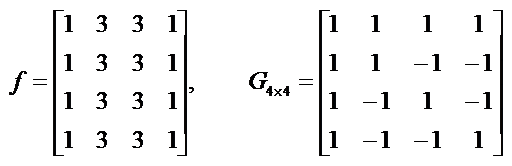 f = [1 3 3 1; 1 3 3 1; 1 3 3 1; 1 3 3 1], G4×4 = [1 1 1 1; 1 1 −1 −1; 1 −1 1 −1; 1 −1 −1 1]